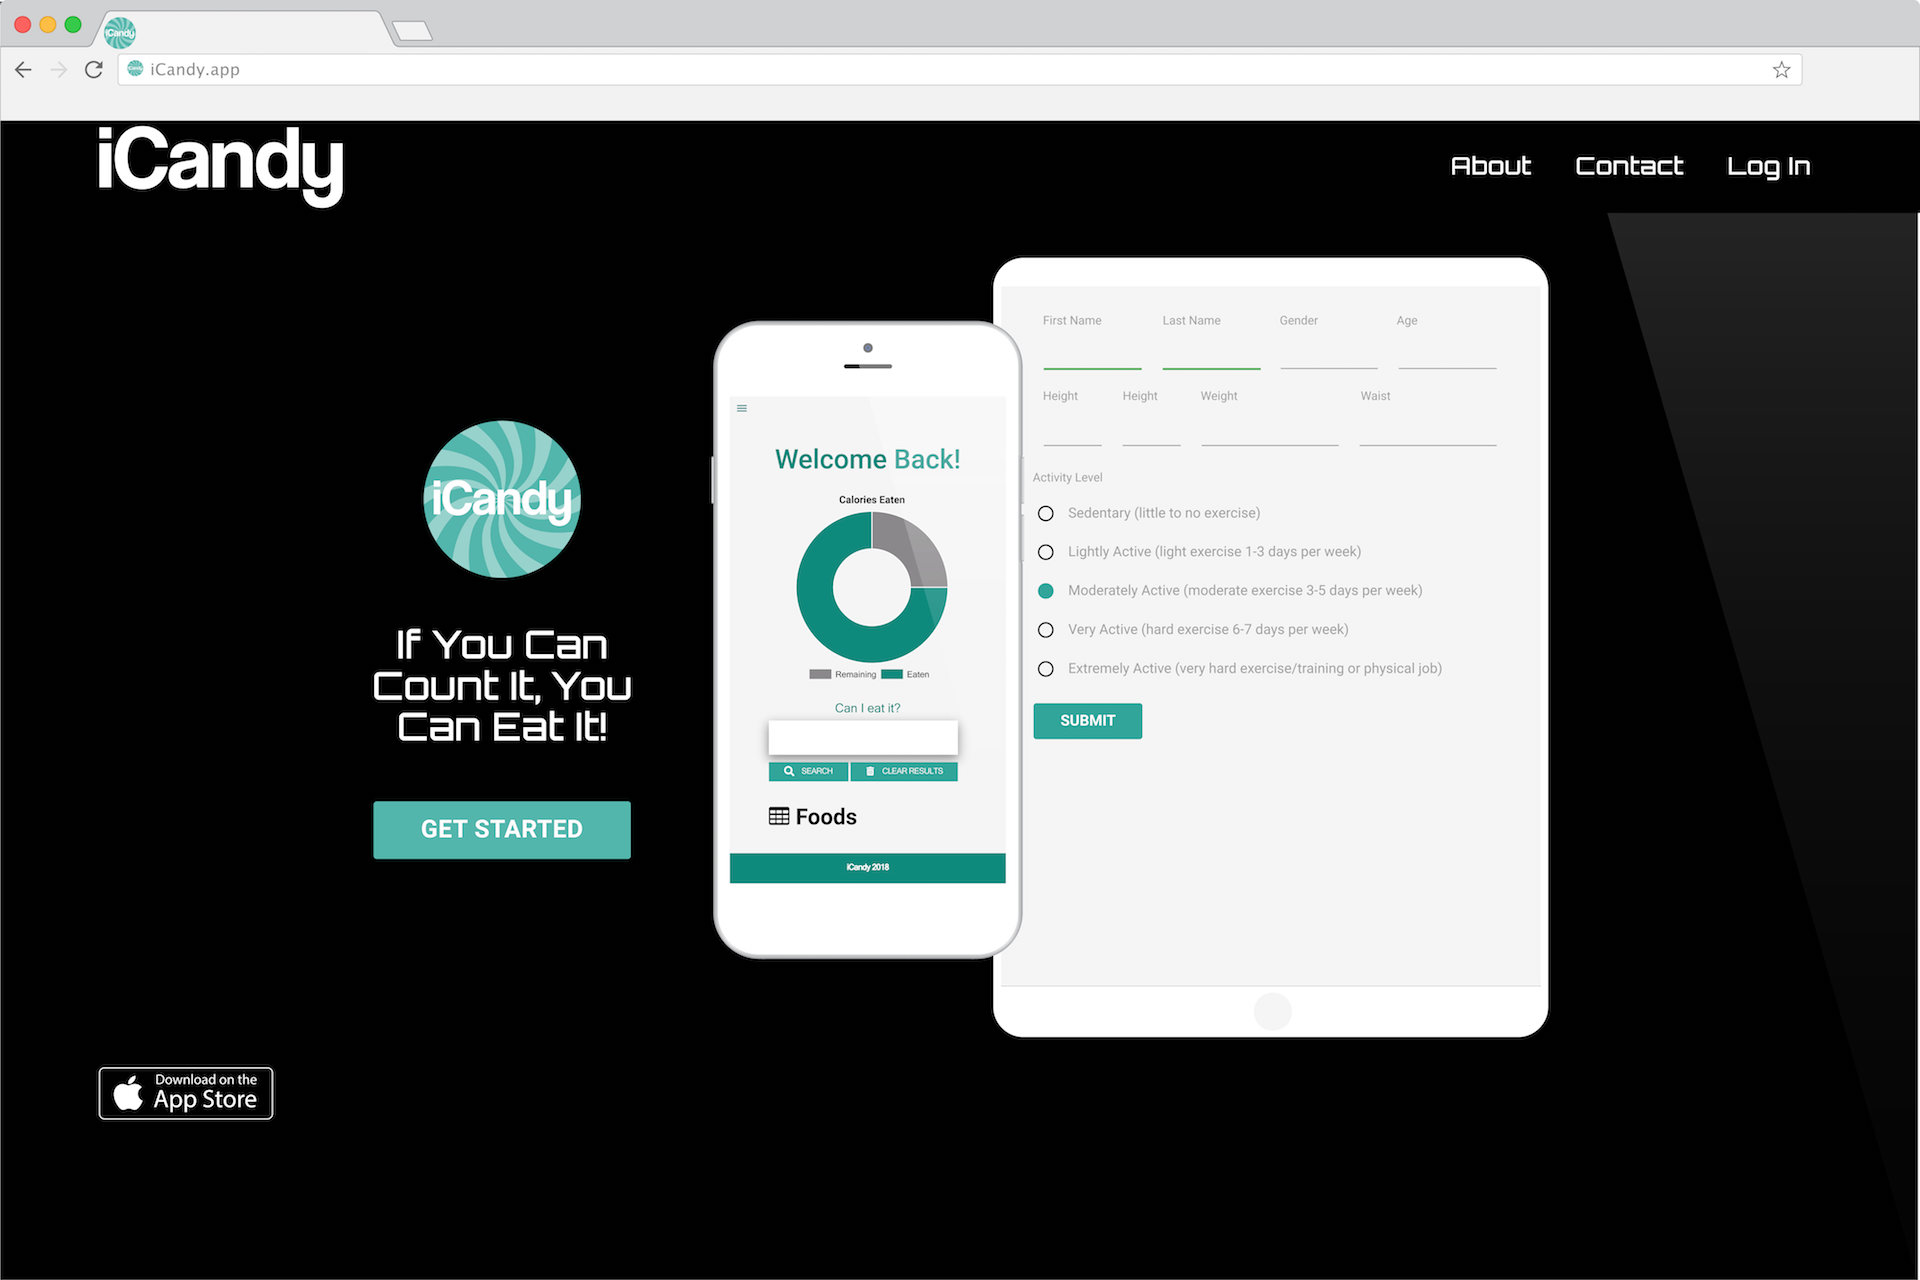 iCandy
iCandy.app
iCandy
About
Contact
Log In
iCandy
If You Can
Count It, You
Can Eat It!
GET STARTED
Welcome Back!
Calories Eaten
Remaining
Eaten
Can I eat it?
SEARCH
CLEAR RESULTS
Foods
iCandy 2018
First Name
Last Name
Gender
Age
Height
Height
Weight
Waist
Activity Level
Sedentary (little to no exercise)
Lightly Active (light exercise 1-3 days per week)
Moderately Active (moderate exercise 3-5 days per week)
Very Active (hard exercise 6-7 days per week)
Extremely Active (very hard exercise/training or physical job)
SUBMIT
Download on the
App Store